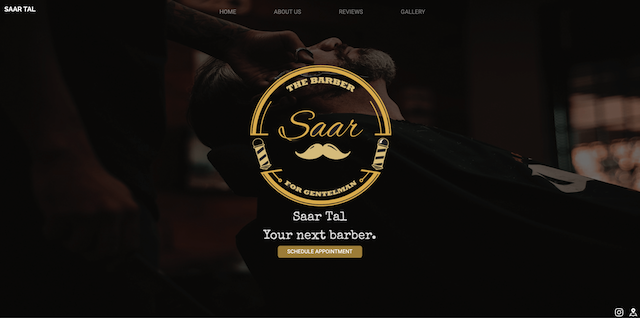 SAAR TAL
HOME
ABOUT US
REVIEWS
GALLERY
THE BARBER
Saar
FOR GENTELMAN
Saar Tal
Your next barber.
SCHEDULE APPOINTMENT